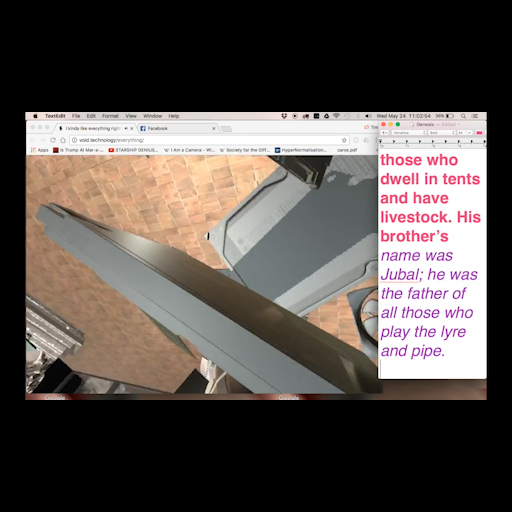 TextEdit File Edit Format View Window Help
Wed May 24 11:03:54
I kinda like everything righ
Facebook
void.technology/everything/
Apps Is Trump At Mar-a-... STARSHIP GENIUS... I Am a Camera - Wi... Society for the Diff... HyperNormalisation... carse.pdf
Genesis — Edited
those who
dwell in tents
and have
livestock. His
brother’s
name was
Jubal; he was
the father of
all those who
play the lyre
and pipe.
Google
Google